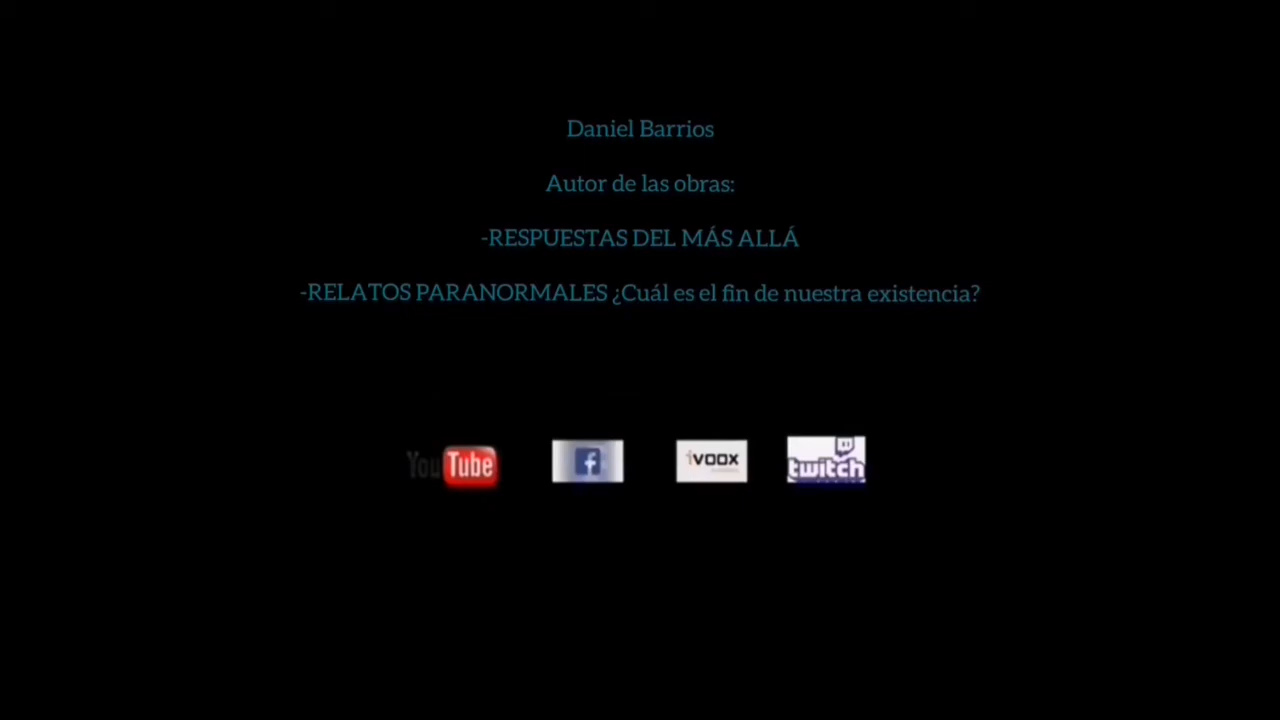 Daniel Barrios
Autor de las obras:
-RESPUESTAS DEL MÁS ALLÁ
-RELATOS PARANORMALES ¿Cuál es el fin de nuestra existencia?
YouTube f iVOOX twitch